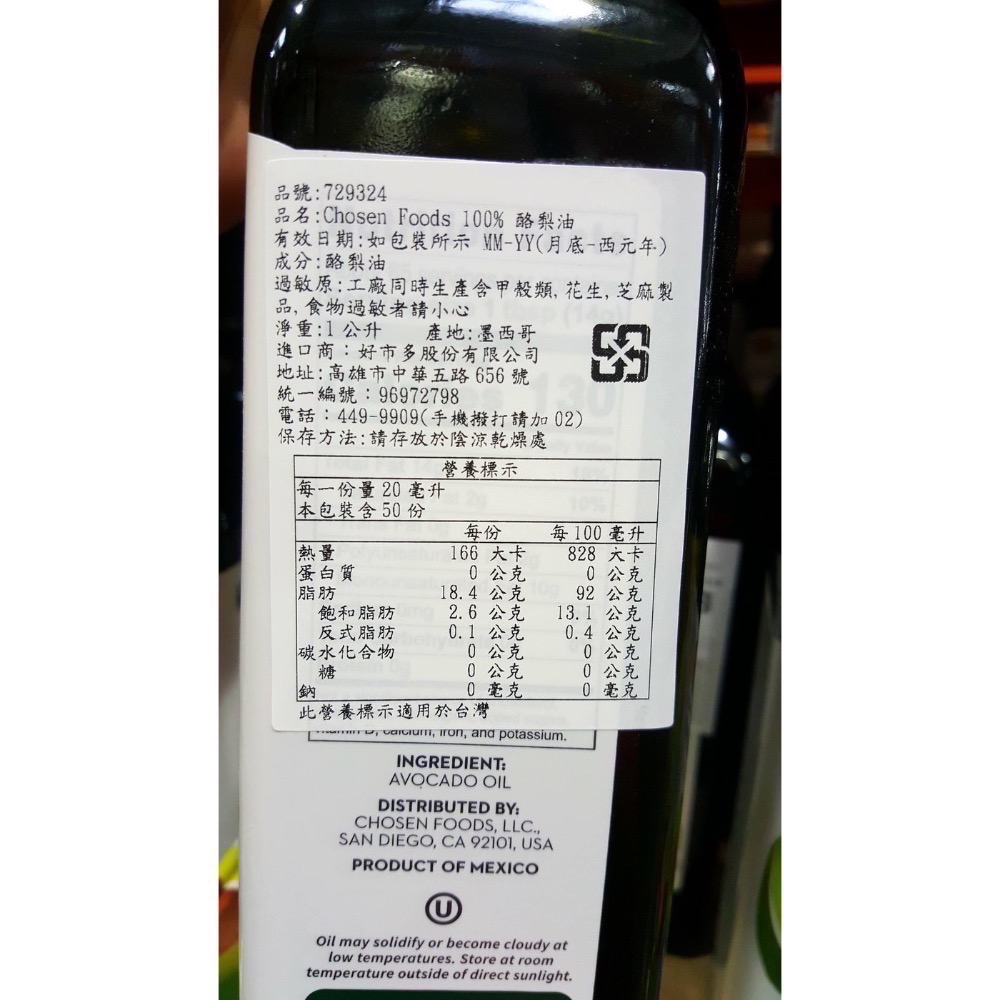 品號:729324
品名:Chosen Foods 100% 酪梨油
有效日期:如包裝所示 MM-YY(月底-西元年)
成分:酪梨油
過敏原:工廠同時生產含甲殼類,花生,芝麻製
品,食物過敏者請小心
淨重:1 公升 產地:墨西哥
進口商：好市多股份有限公司
地址:高雄市中華五路 656 號
統一編號：96972798
電話：449-9909(手機撥打請加 02)
保存方法:請存放於陰涼乾燥處
營養標示
每一份量 20 毫升
本包裝含 50 份
每份 每 100 毫升
熱量 166 大卡 828 大卡
蛋白質 0 公克 0 公克
脂肪 18.4 公克 92 公克
飽和脂肪 2.6 公克 13.1 公克
反式脂肪 0.1 公克 0.4 公克
碳水化合物 0 公克 0 公克
糖 0 公克 0 公克
鈉 0 毫克 0 毫克
此營養標示適用於台灣
calcium, iron, and potassium.
INGREDIENT:
AVOCADO OIL
DISTRIBUTED BY:
CHOSEN FOODS, LLC.,
SAN DIEGO, CA 92101, USA
PRODUCT OF MEXICO
U
Oil may solidify or become cloudy at
low temperatures. Store at room
temperature outside of direct sunlight.